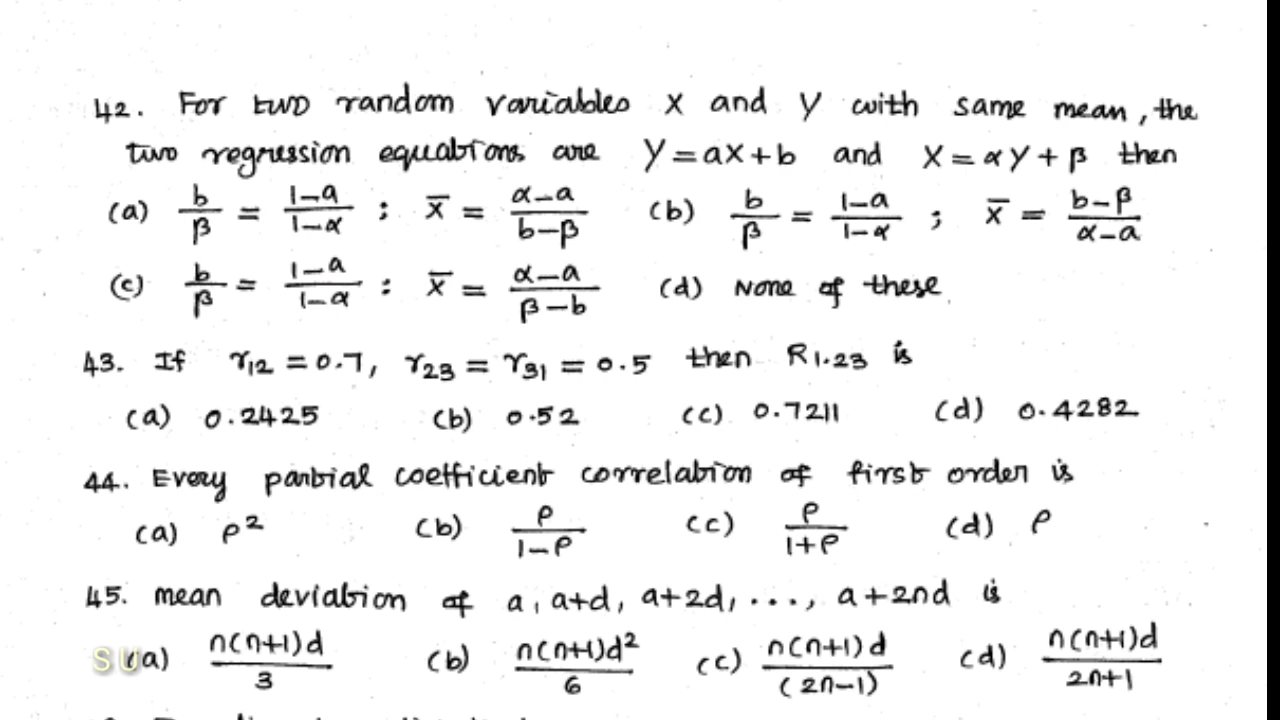 42. For two random variables X and Y with same mean, the
two regression equations are Y = aX + b and X = αY + β then
(a) b/β = (1-a)/(1-α) ; x̄ = (α-a)/(b-β) (b) b/β = (1-a)/(1-α) ; x̄ = (b-β)/(α-a)
(c) b/β = (1-a)/(1-α) : x̄ = (α-a)/(β-b) (d) None of these
43. If r₁₂ = 0.7, r₂₃ = r₃₁ = 0.5 then R₁.₂₃ is
(a) 0.2425 (b) 0.52 (c) 0.7211 (d) 0.4282
44. Every partial coefficient correlation of first order is
(a) ρ² (b) ρ/(1-ρ) (c) ρ/(1+ρ) (d) ρ
45. mean deviation of a, a+d, a+2d, ..., a+2nd is
SU (a) n(n+1)d/3 (b) n(n+1)d²/6 (c) n(n+1)d/(2n-1) (d) n(n+1)d/2n+1